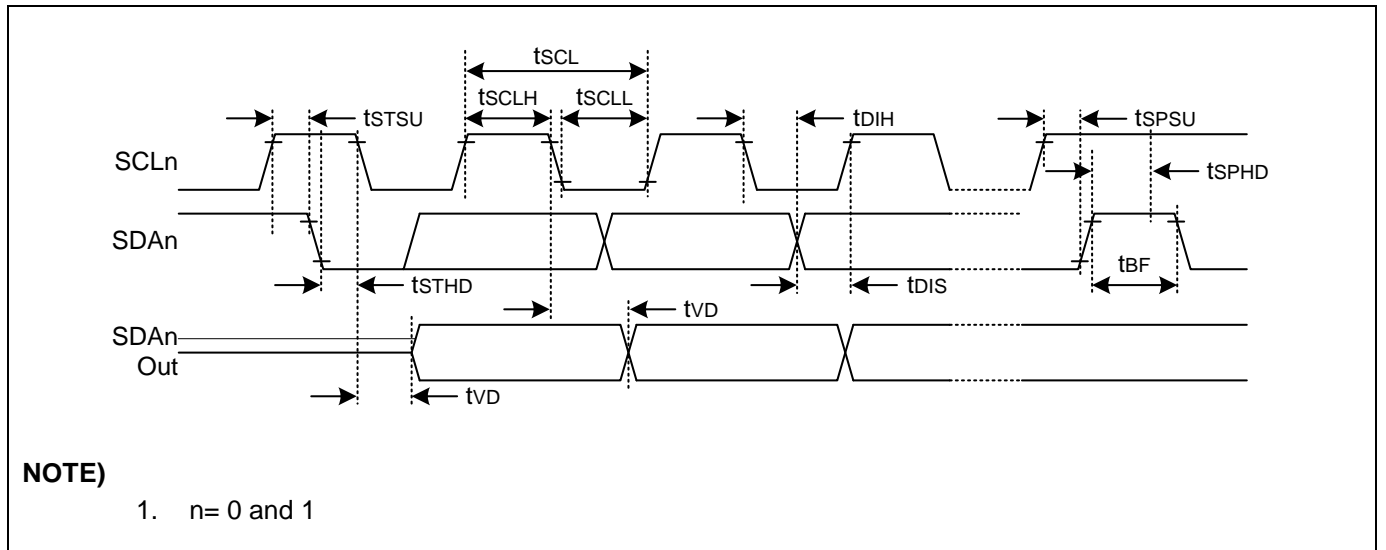 tSCL
tSCLH tSCLL
tSTSU tDIH tSPSU
SCLn
tSPHD
SDAn
tBF
tSTHD tDIS
tVD
SDAn
Out
tVD
NOTE)
1. n= 0 and 1